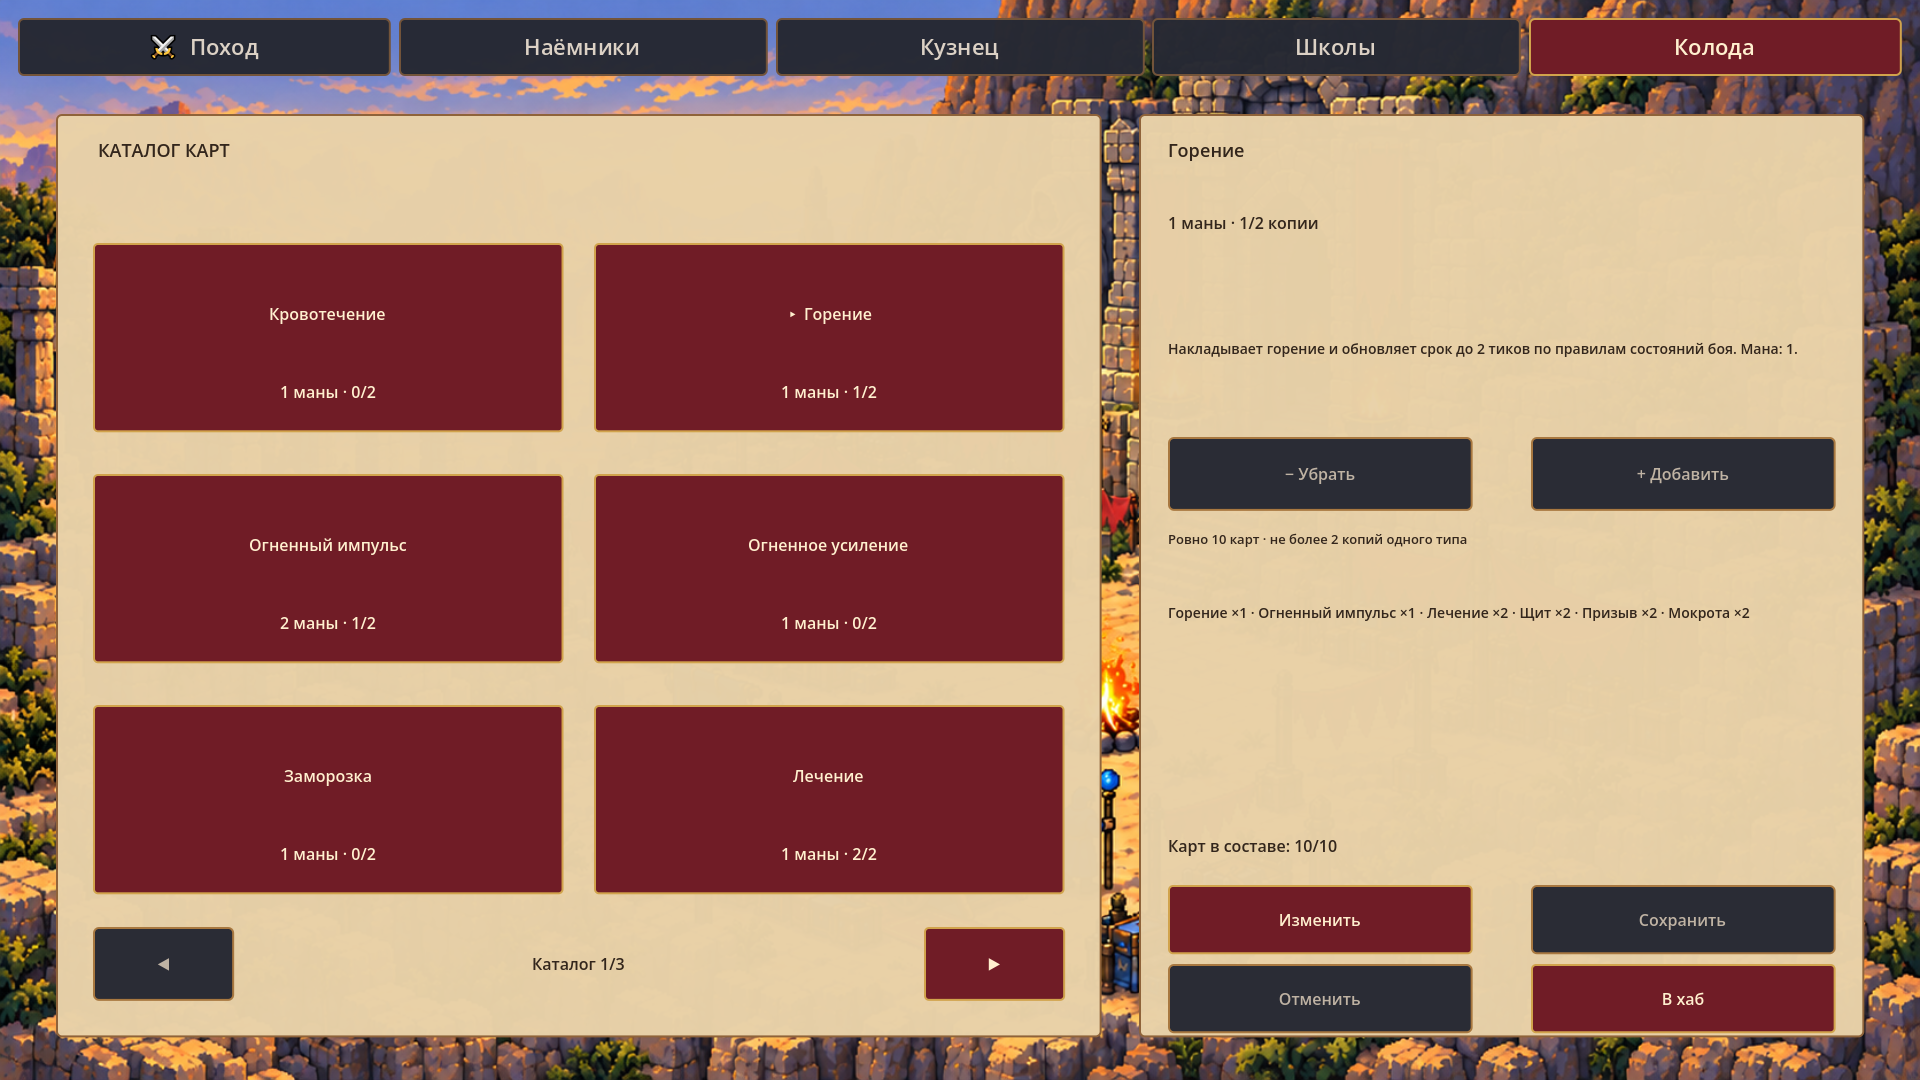 Поход
Наёмники
Кузнец
Школы
Колода
КАТАЛОГ КАРТ
Кровотечение
1 маны · 0/2
‣ Горение
1 маны · 1/2
Огненный импульс
2 маны · 1/2
Огненное усиление
1 маны · 0/2
Заморозка
1 маны · 0/2
Лечение
1 маны · 2/2
◀
Каталог 1/3
▶
Горение
1 маны · 1/2 копии
Накладывает горение и обновляет срок до 2 тиков по правилам состояний боя. Мана: 1.
− Убрать
+ Добавить
Ровно 10 карт · не более 2 копий одного типа
Горение ×1 · Огненный импульс ×1 · Лечение ×2 · Щит ×2 · Призыв ×2 · Мокрота ×2
Карт в составе: 10/10
Изменить
Сохранить
Отменить
В хаб